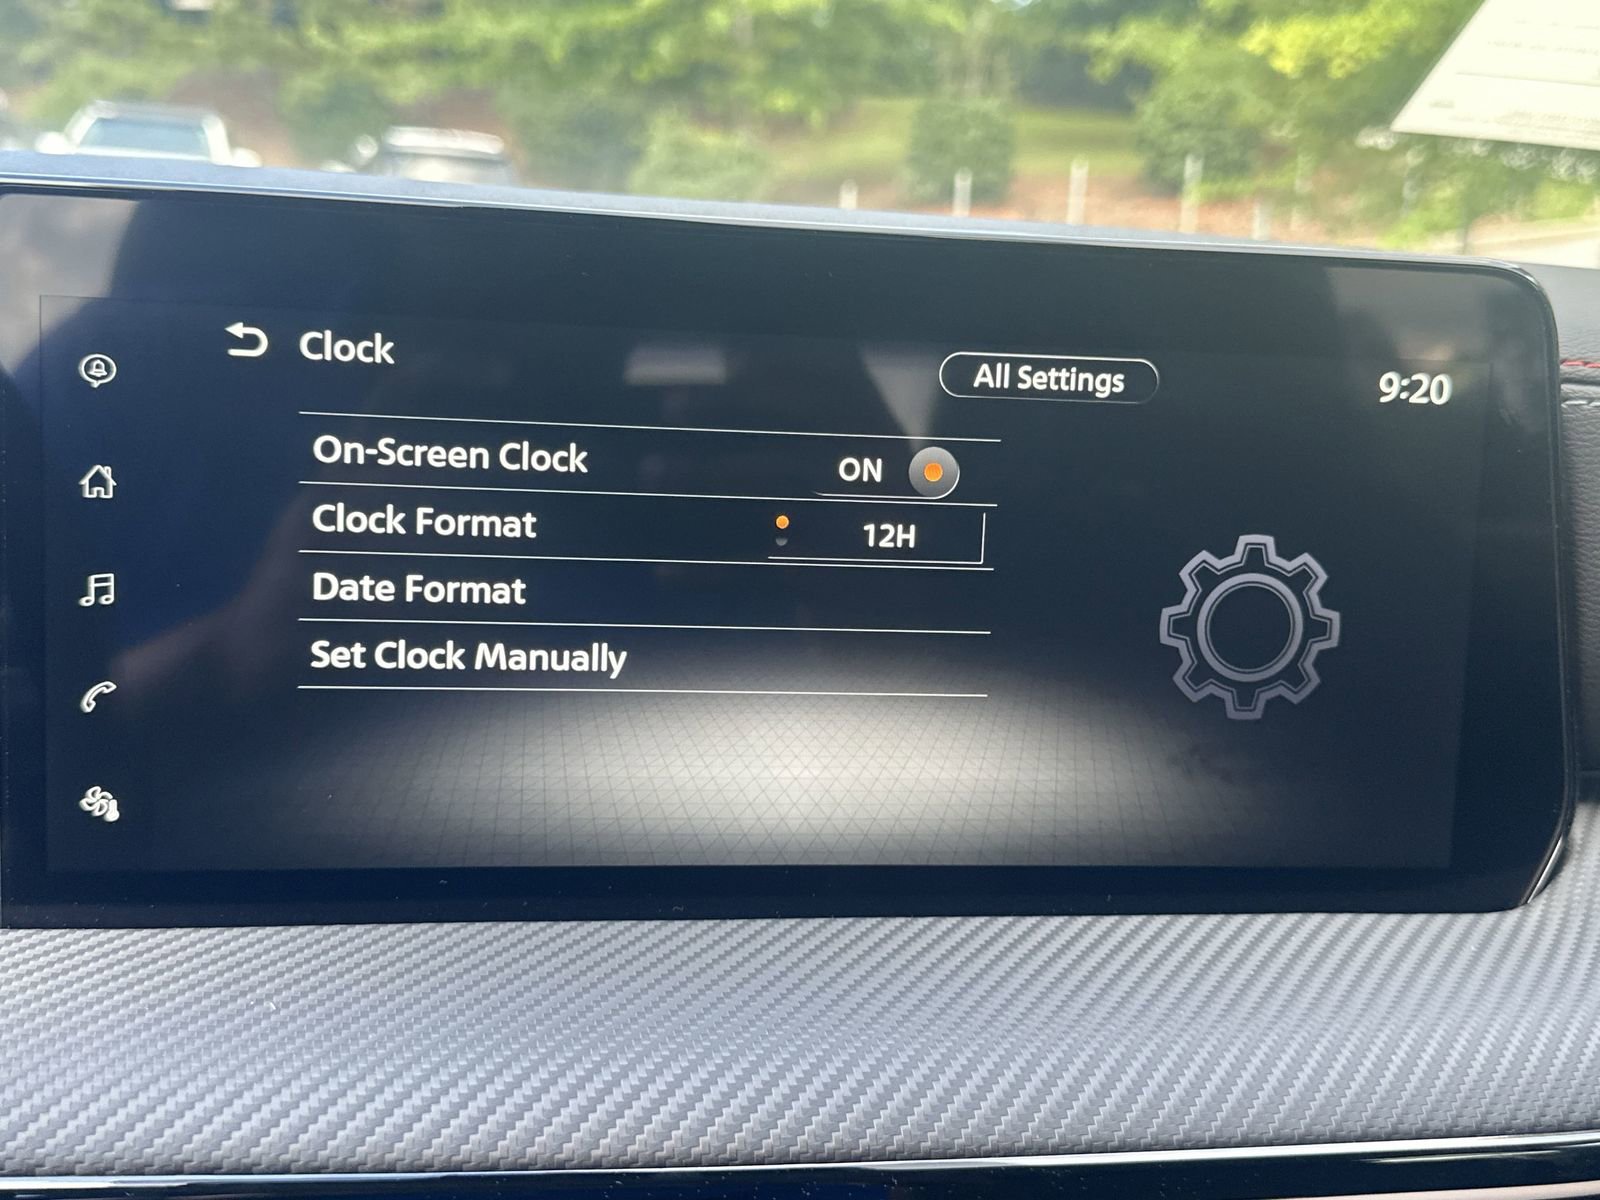 Clock
All Settings
9:20
On-Screen Clock
ON
Clock Format
12H
Date Format
Set Clock Manually